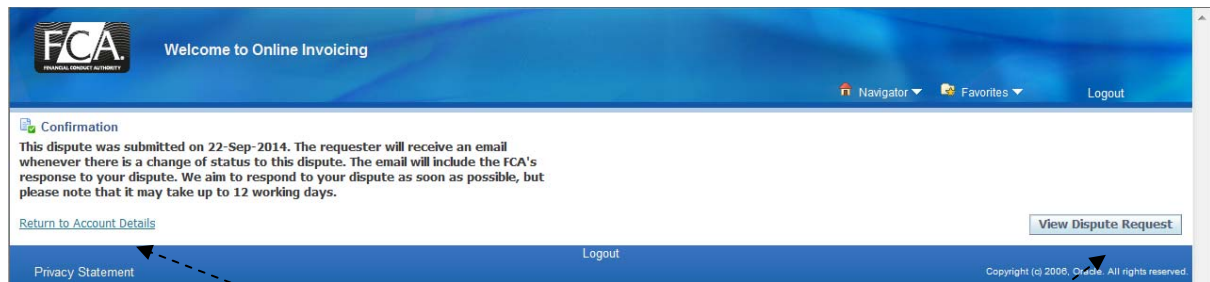 FCA.
FINANCIAL CONDUCT AUTHORITY
Welcome to Online Invoicing
Navigator Favorites Logout
Confirmation
This dispute was submitted on 22-Sep-2014. The requester will receive an email
whenever there is a change of status to this dispute. The email will include the FCA's
response to your dispute. We aim to respond to your dispute as soon as possible, but
please note that it may take up to 12 working days.
Return to Account Details
View Dispute Request
Logout
Privacy Statement
Copyright (c) 2006, Oracle. All rights reserved.